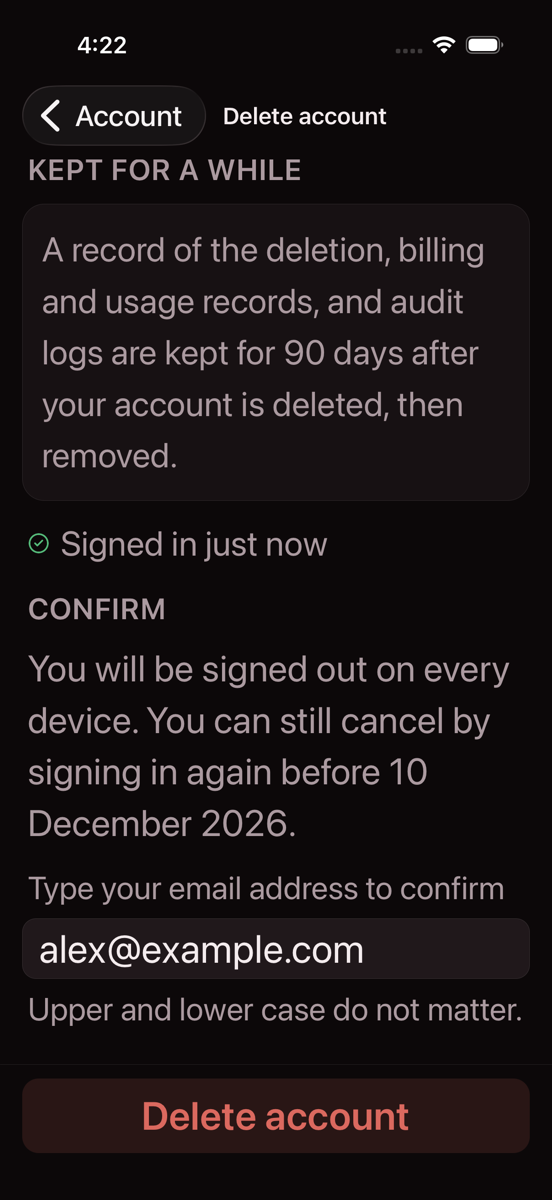 4:22
Account
Delete account
KEPT FOR A WHILE
A record of the deletion, billing
and usage records, and audit
logs are kept for 90 days after
your account is deleted, then
removed.
Signed in just now
CONFIRM
You will be signed out on every
device. You can still cancel by
signing in again before 10
December 2026.
Type your email address to confirm
alex@example.com
Upper and lower case do not matter.
Delete account